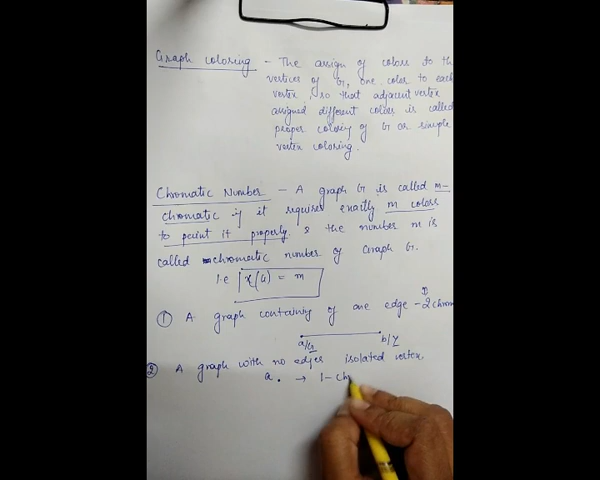 Graph coloring - The assign of colors to th
vertices of G, one color to each
vertex, so that adjacent vertex
assigned different colors is called
proper coloring of G or simple
vertex coloring.
Chromatic Number - A graph G is called m-
chomatic if it requires exactly m colors
to paint it properly & the number m is
called chromatic number of Graph G.
i.e χ(G) = m
① A graph containing of one edge - 2 chrom
a/G b/Y
② A graph with no edges isolated vertex
a. → 1-Ch